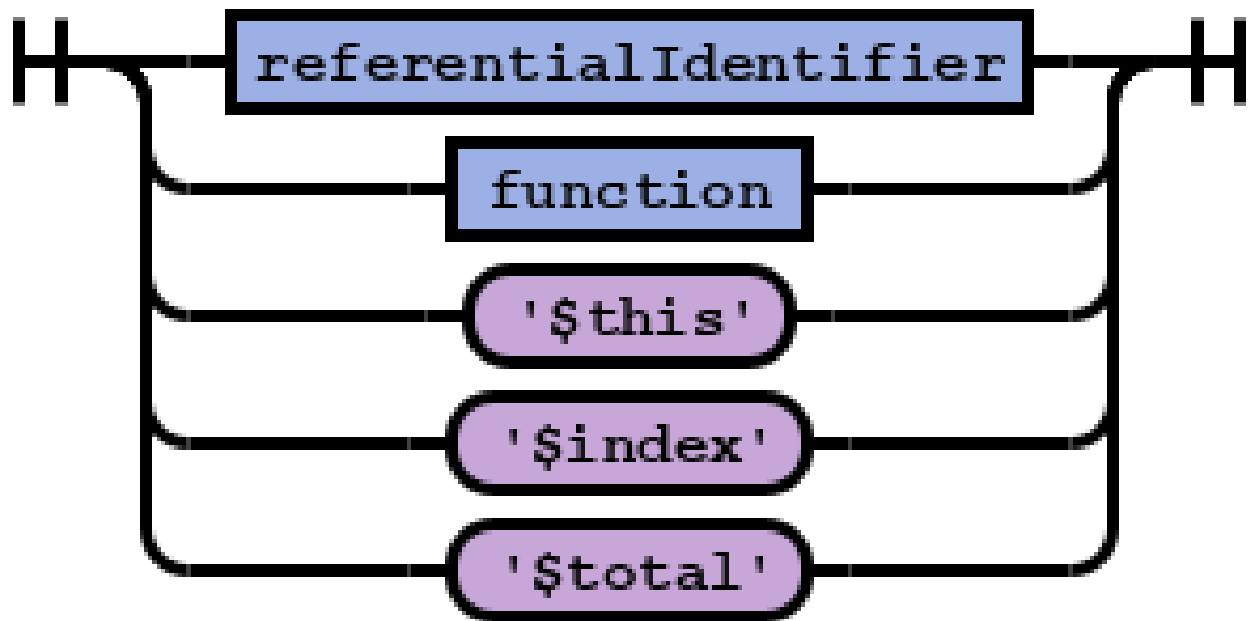 referentialIdentifier
function
'$this'
'$index'
'$total'